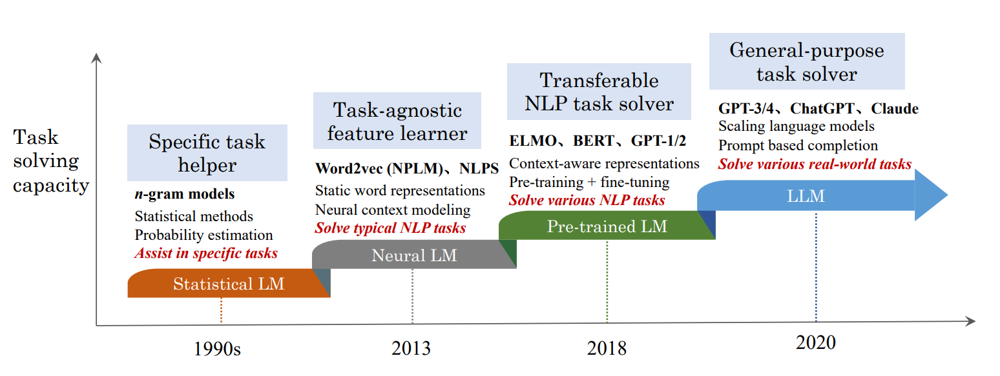 Task
solving
capacity
Specific task
helper
n-gram models
Statistical methods
Probability estimation
Assist in specific tasks
Statistical LM
1990s
Task-agnostic
feature learner
Word2vec (NPLM)、NLPS
Static word representations
Neural context modeling
Solve typical NLP tasks
Neural LM
2013
Transferable
NLP task solver
ELMO、BERT、GPT-1/2
Context-aware representations
Pre-training + fine-tuning
Solve various NLP tasks
Pre-trained LM
2018
General-purpose
task solver
GPT-3/4、ChatGPT、Claude
Scaling language models
Prompt based completion
Solve various real-world tasks
LLM
2020